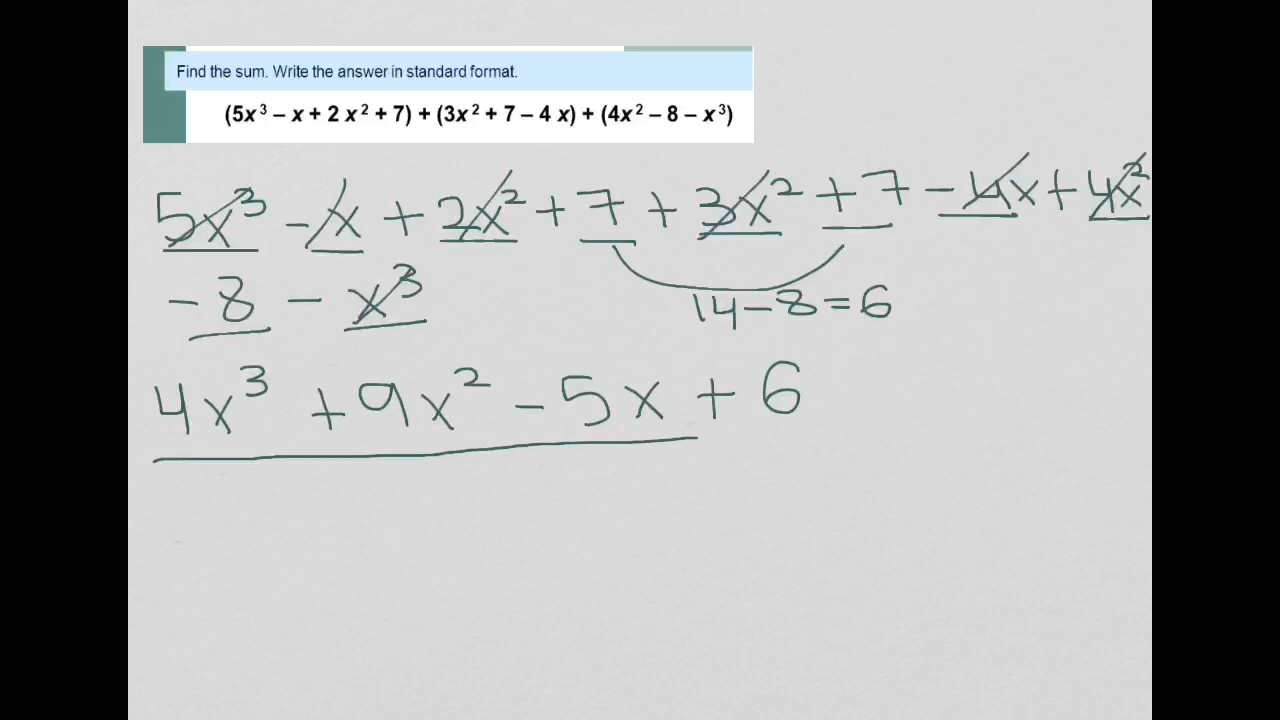 Find the sum. Write the answer in standard format.
(5x³ – x + 2 x² + 7) + (3x² + 7 – 4 x) + (4x² – 8 – x³)
5x³ - x + 2x² + 7 + 3x² + 7 - 4x + 4x²
- 8 - x³
14 - 8 = 6
4x³ + 9x² - 5x + 6